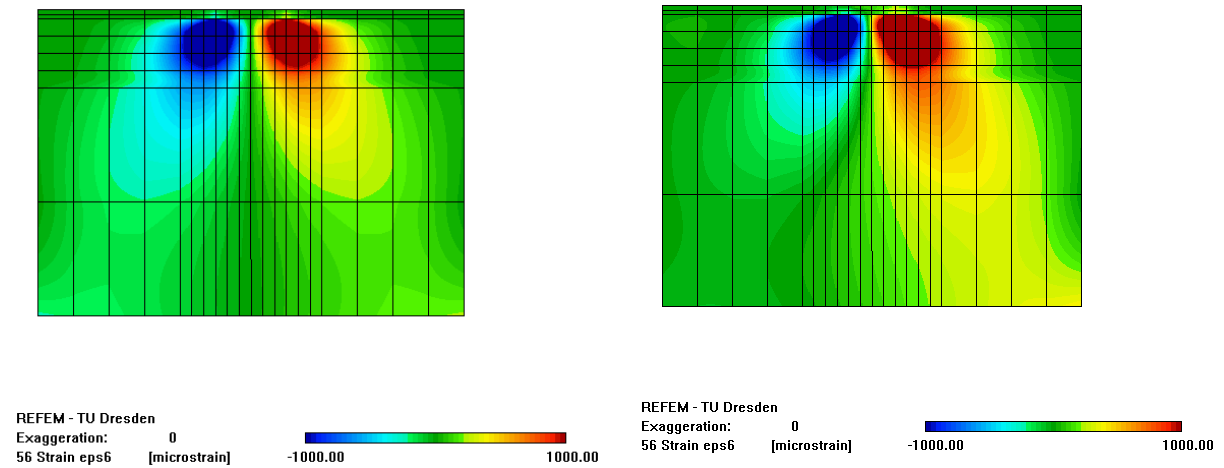 REFEM - TU Dresden
Exaggeration: 0
56 Strain eps6 [microstrain] -1000.00 1000.00
REFEM - TU Dresden
Exaggeration: 0
56 Strain eps6 [microstrain] -1000.00 1000.00